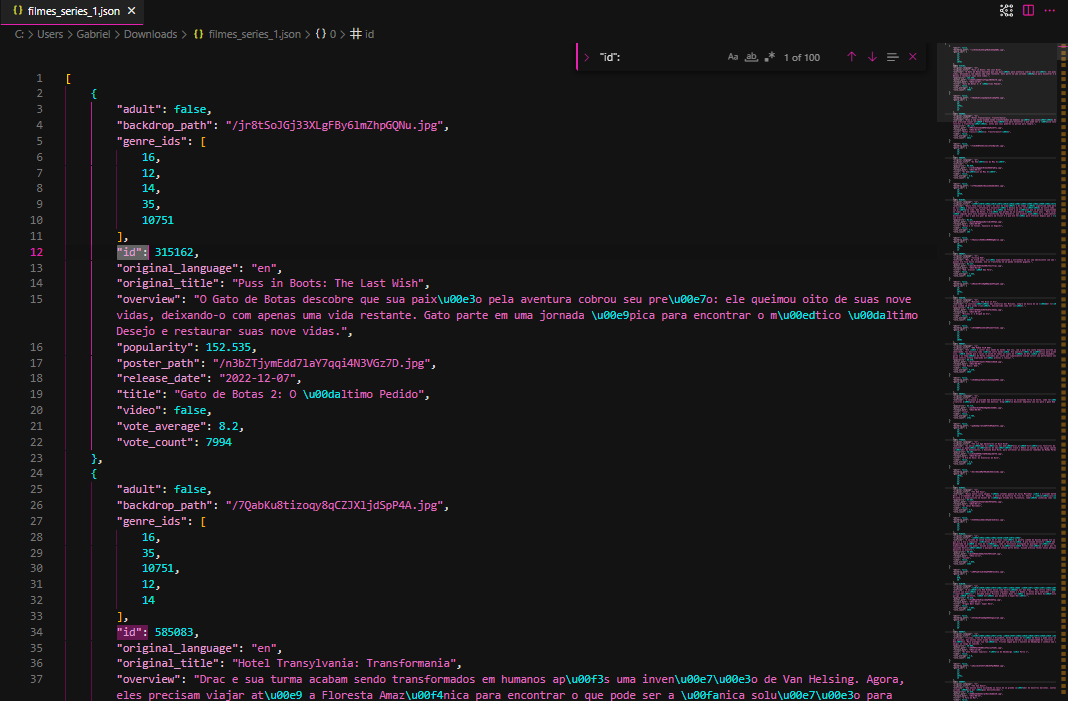 filmes_series_1.json
C: > Users > Gabriel > Downloads > {} filmes_series_1.json > {} 0 > # id
"id":
Aa ab .* 1 of 100
1 [
2 {
3 "adult": false,
4 "backdrop_path": "/jr8tSoJGj33XLgFBy6lmZhpGQNu.jpg",
5 "genre_ids": [
6 16,
7 12,
8 14,
9 35,
10 10751
11 ],
12 "id": 315162,
13 "original_language": "en",
14 "original_title": "Puss in Boots: The Last Wish",
15 "overview": "O Gato de Botas descobre que sua paix\u00e3o pela aventura cobrou seu pre\u00e7o: ele queimou oito de suas nove
vidas, deixando-o com apenas uma vida restante. Gato parte em uma jornada \u00e9pica para encontrar o m\u00edtico \u00daltimo
Desejo e restaurar suas nove vidas.",
16 "popularity": 152.535,
17 "poster_path": "/n3bZTjymEdd7laY7qqi4N3VGz7D.jpg",
18 "release_date": "2022-12-07",
19 "title": "Gato de Botas 2: O \u00daltimo Pedido",
20 "video": false,
21 "vote_average": 8.2,
22 "vote_count": 7994
23 },
24 {
25 "adult": false,
26 "backdrop_path": "/7QabKu8tizoqy8qCZJXljdSpP4A.jpg",
27 "genre_ids": [
28 16,
29 35,
30 10751,
31 12,
32 14
33 ],
34 "id": 585083,
35 "original_language": "en",
36 "original_title": "Hotel Transylvania: Transformania",
37 "overview": "Drac e sua turma acabam sendo transformados em humanos ap\u00f3s uma inven\u00e7\u00e3o de Van Helsing. Agora,
eles precisam viajar at\u00e9 a Floresta Amaz\u00f4nica para encontrar o que pode ser a \u00fanica solu\u00e7\u00e3o para